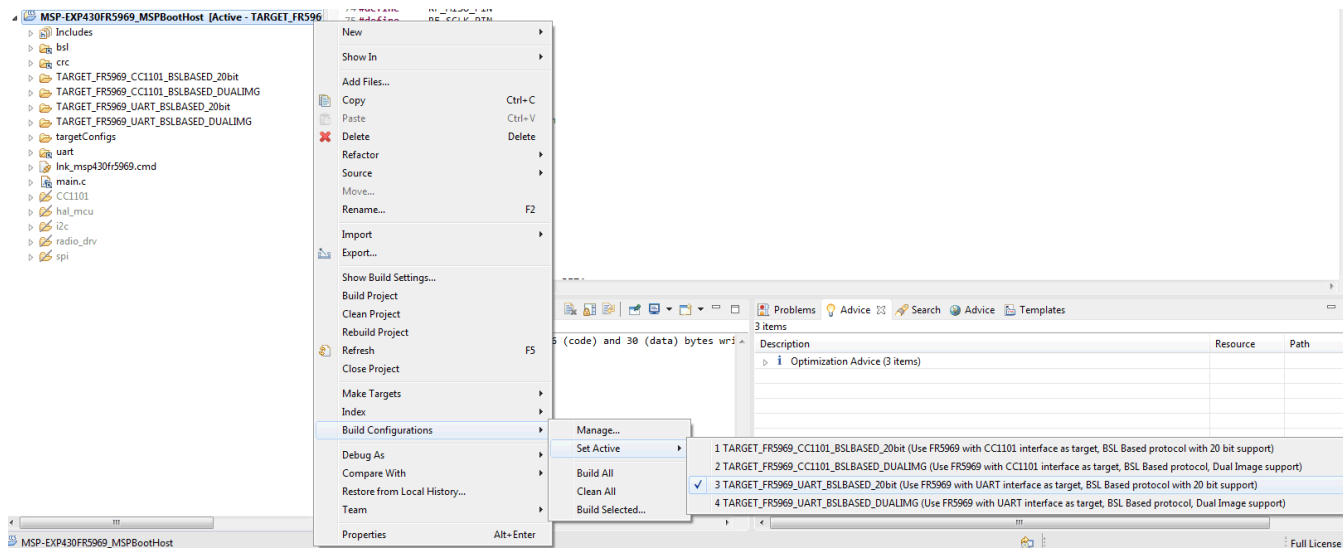 MSP-EXP430FR5969_MSPBootHost [Active - TARGET_FR596
Includes
bsl
crc
TARGET_FR5969_CC1101_BSLBASED_20bit
TARGET_FR5969_CC1101_BSLBASED_DUALIMG
TARGET_FR5969_UART_BSLBASED_20bit
TARGET_FR5969_UART_BSLBASED_DUALIMG
targetConfigs
uart
lnk_msp430fr5969.cmd
main.c
CC1101
hal_mcu
i2c
radio_drv
spi
75 #define RF_SCLK_PIN
New
Show In
Add Files...
Copy Ctrl+C
Paste Ctrl+V
Delete Delete
Refactor
Source
Move...
Rename... F2
Import
Export...
Show Build Settings...
Build Project
Clean Project
Rebuild Project
Refresh F5
Close Project
Make Targets
Index
Build Configurations
Debug As
Compare With
Restore from Local History...
Team
Properties Alt+Enter
Manage...
Set Active
Build All
Clean All
Build Selected...
1 TARGET_FR5969_CC1101_BSLBASED_20bit (Use FR5969 with CC1101 interface as target, BSL Based protocol with 20 bit support)
2 TARGET_FR5969_CC1101_BSLBASED_DUALIMG (Use FR5969 with CC1101 interface as target, BSL Based protocol, Dual Image support)
3 TARGET_FR5969_UART_BSLBASED_20bit (Use FR5969 with UART interface as target, BSL Based protocol with 20 bit support)
4 TARGET_FR5969_UART_BSLBASED_DUALIMG (Use FR5969 with UART interface as target, BSL Based protocol, Dual Image support)
(code) and 30 (data) bytes wri
Problems Advice Search Advice Templates
3 items
Description Resource Path
i Optimization Advice (3 items)
MSP-EXP430FR5969_MSPBootHost
Full License